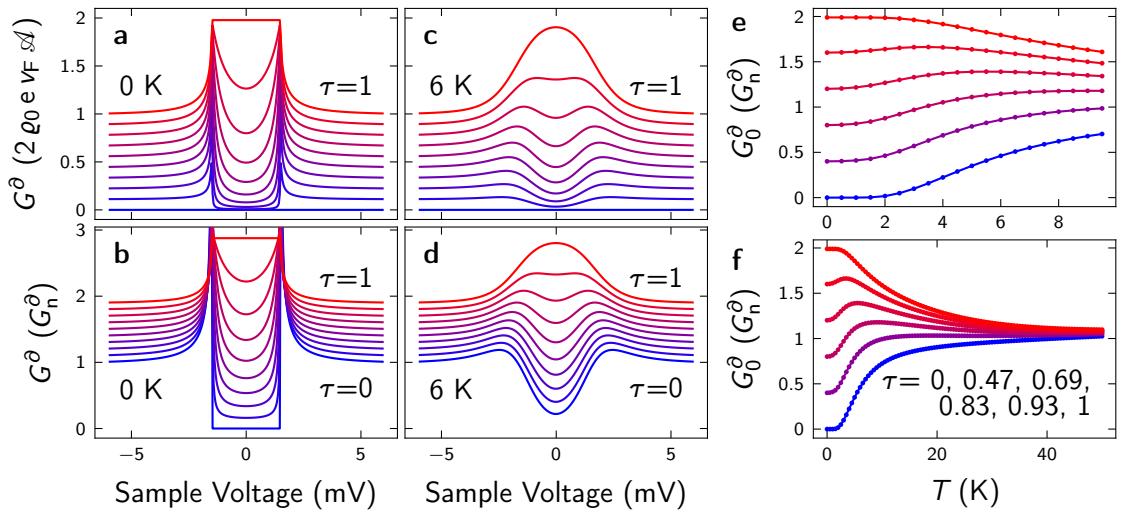 G∂ (2 ϱ0 e vF 𝒜)
2
1.5
1
0.5
0
a
0 K
τ=1
c
6 K
τ=1
G∂ (G∂n)
3
2
1
0
b
τ=1
0 K
τ=0
d
τ=1
6 K
τ=0
−5
0
5
−5
0
5
Sample Voltage (mV)
Sample Voltage (mV)
G∂0 (G∂n)
2
1.5
1
0.5
0
e
0
2
4
6
8
G∂0 (G∂n)
2
1.5
1
0.5
0
f
τ= 0, 0.47, 0.69,
0.83, 0.93, 1
0
20
40
T (K)